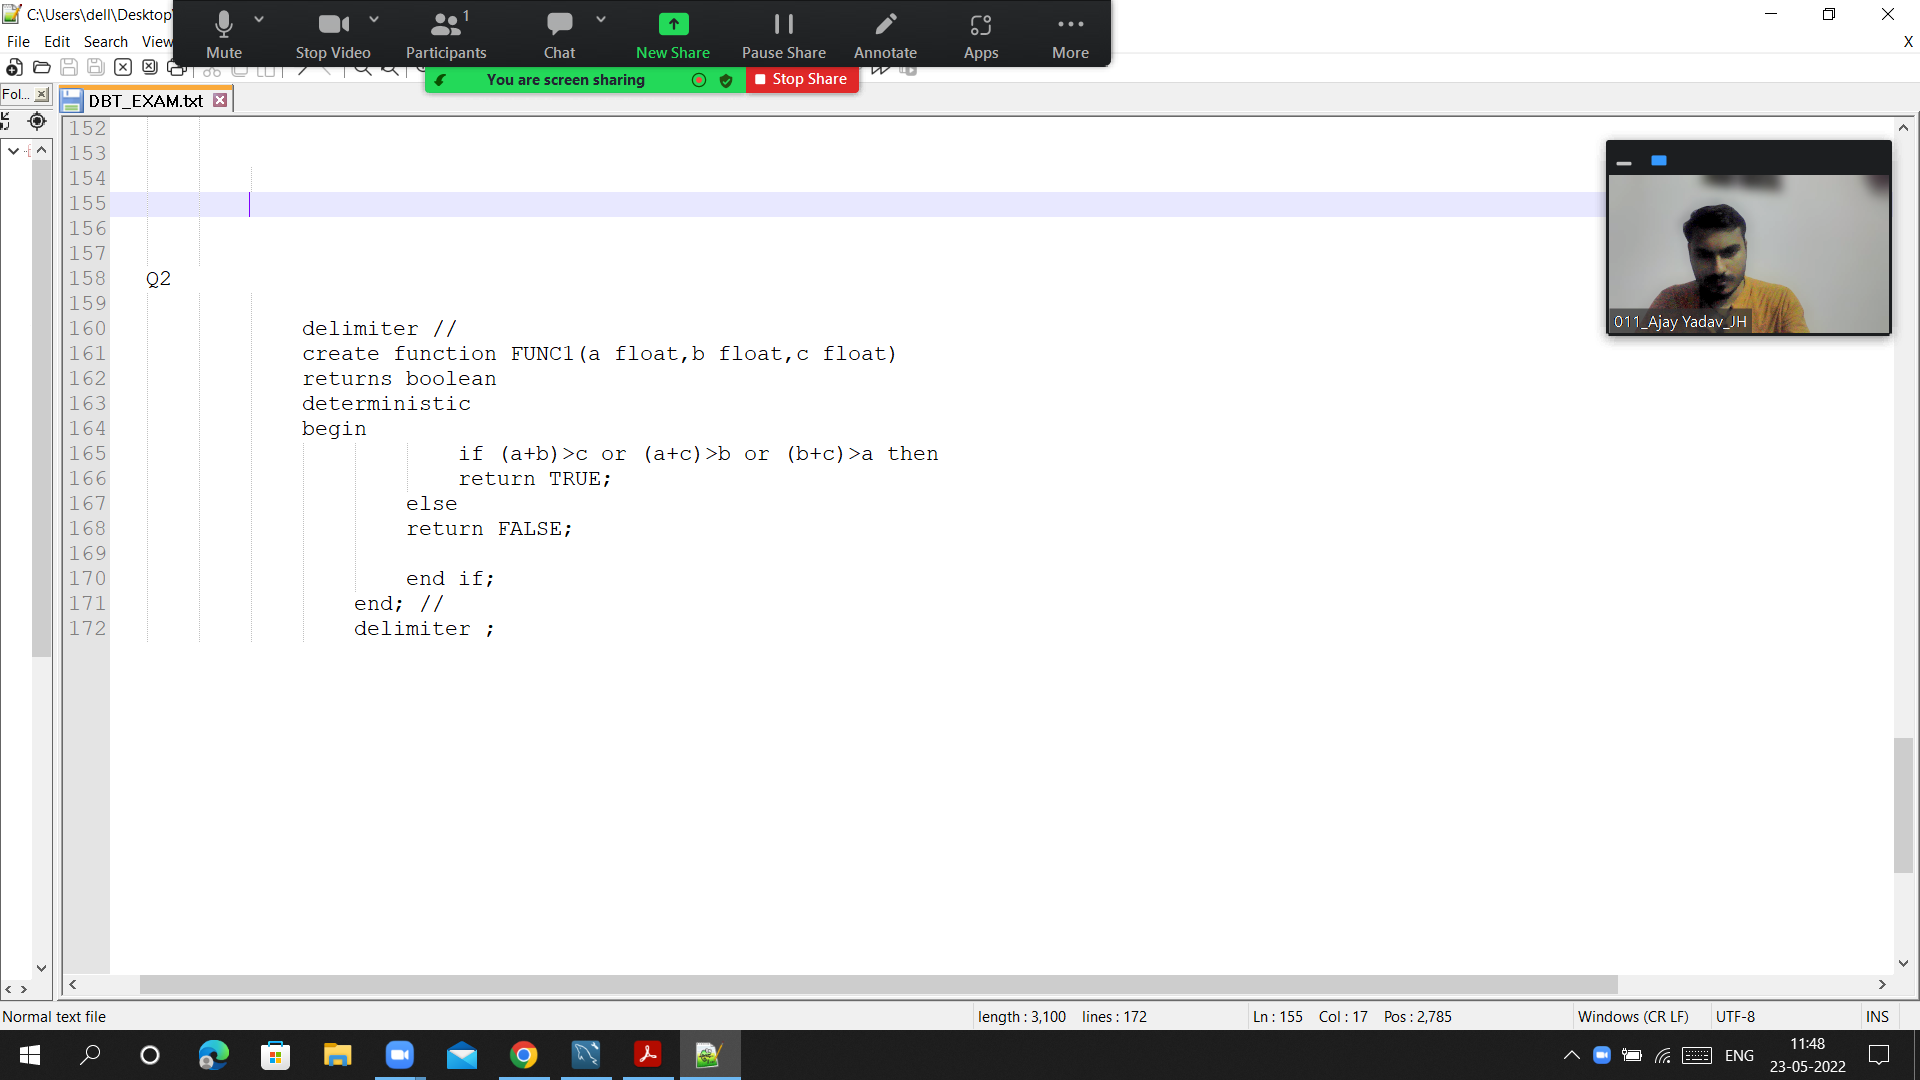 C:\Users\dell\Desktop
Mute
Stop Video
Participants
1
Chat
New Share
Pause Share
Annotate
Apps
More
File Edit Search View
X
You are screen sharing
Stop Share
Fol...
DBT_EXAM.txt
152
153
154
155
156
157
158 Q2
159
160 delimiter //
161 create function FUNC1(a float,b float,c float)
162 returns boolean
163 deterministic
164 begin
165 if (a+b)>c or (a+c)>b or (b+c)>a then
166 return TRUE;
167 else
168 return FALSE;
169
170 end if;
171 end; //
172 delimiter ;
011_Ajay Yadav_JH
Normal text file
length : 3,100 lines : 172
Ln : 155 Col : 17 Pos : 2,785
Windows (CR LF)
UTF-8
INS
ENG
11:48
23-05-2022